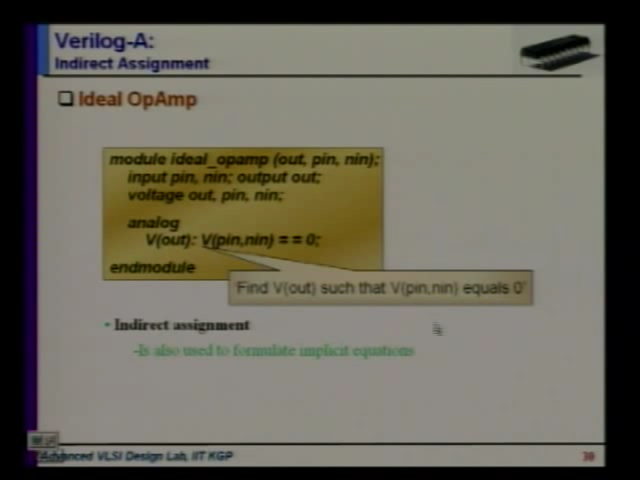 Verilog-A:
Indirect Assignment
Ideal OpAmp
module ideal_opamp (out, pin, nin);
input pin, nin; output out;
voltage out, pin, nin;
analog
V(out): V(pin,nin) = = 0;
endmodule
'Find V(out) such that V(pin,nin) equals 0'
• Indirect assignment
-Is also used to formulate implicit equations
Advanced VLSI Design Lab, IIT KGP
30